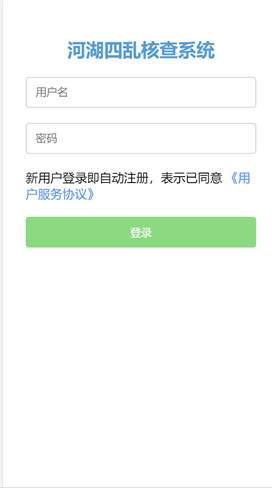 河湖四乱核查系统
用户名
密码
新用户登录即自动注册，表示已同意 《用
户服务协议》
登录